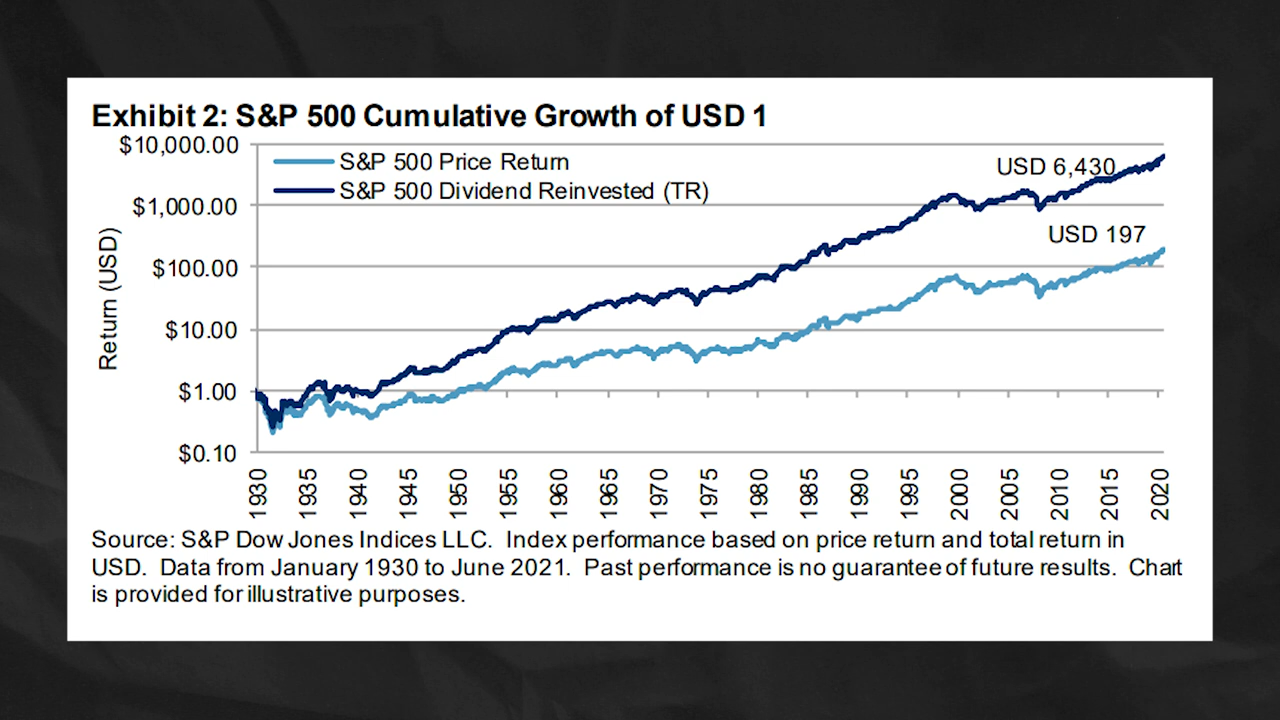 Exhibit 2: S&P 500 Cumulative Growth of USD 1
$10,000.00
S&P 500 Price Return
S&P 500 Dividend Reinvested (TR)
USD 6,430
$1,000.00
USD 197
$100.00
Return (USD)
$10.00
$1.00
$0.10
1930 1935 1940 1945 1950 1955 1960 1965 1970 1975 1980 1985 1990 1995 2000 2005 2010 2015 2020
Source: S&P Dow Jones Indices LLC. Index performance based on price return and total return in
USD. Data from January 1930 to June 2021. Past performance is no guarantee of future results. Chart
is provided for illustrative purposes.